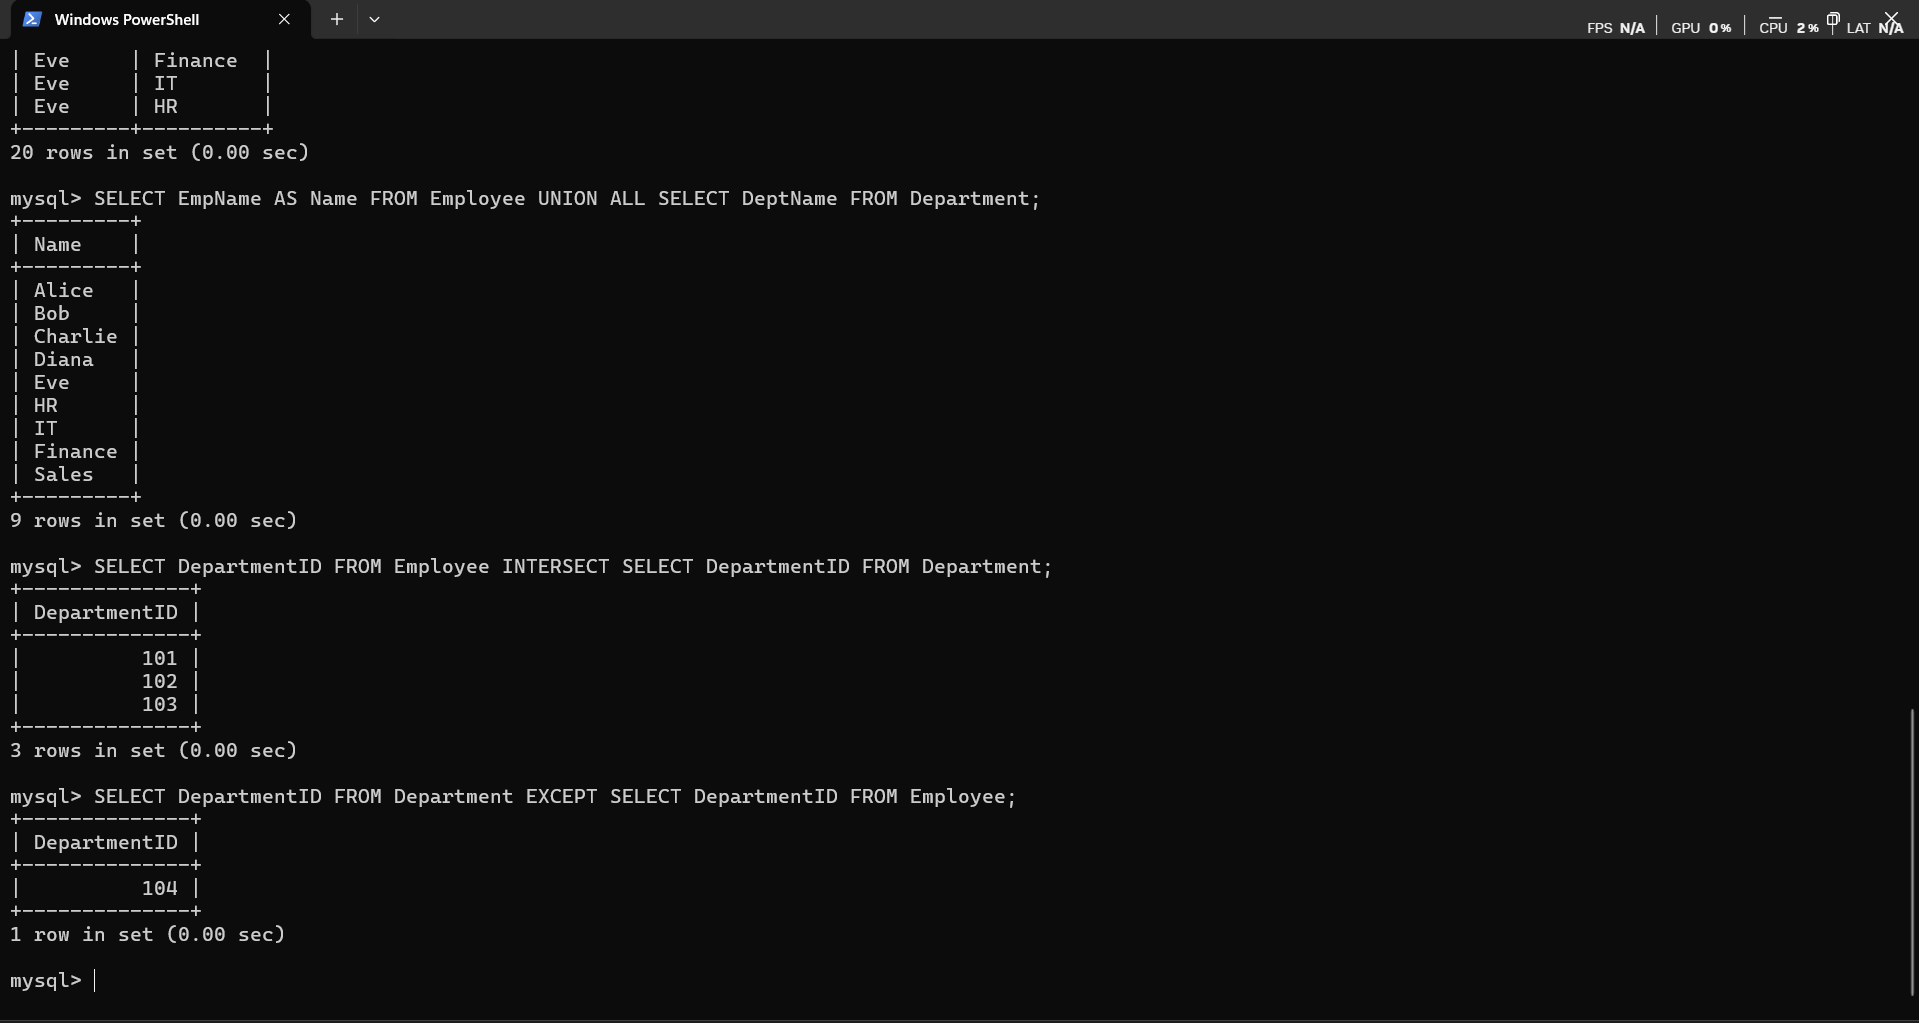 Windows PowerShell
FPS N/A | GPU 0% | CPU 2% | LAT N/A
| Eve     | Finance  |
| Eve     | IT       |
| Eve     | HR       |
+---------+----------+
20 rows in set (0.00 sec)
mysql> SELECT EmpName AS Name FROM Employee UNION ALL SELECT DeptName FROM Department;
+---------+
| Name    |
+---------+
| Alice   |
| Bob     |
| Charlie |
| Diana   |
| Eve     |
| HR      |
| IT      |
| Finance |
| Sales   |
+---------+
9 rows in set (0.00 sec)
mysql> SELECT DepartmentID FROM Employee INTERSECT SELECT DepartmentID FROM Department;
+--------------+
| DepartmentID |
+--------------+
|          101 |
|          102 |
|          103 |
+--------------+
3 rows in set (0.00 sec)
mysql> SELECT DepartmentID FROM Department EXCEPT SELECT DepartmentID FROM Employee;
+--------------+
| DepartmentID |
+--------------+
|          104 |
+--------------+
1 row in set (0.00 sec)
mysql>